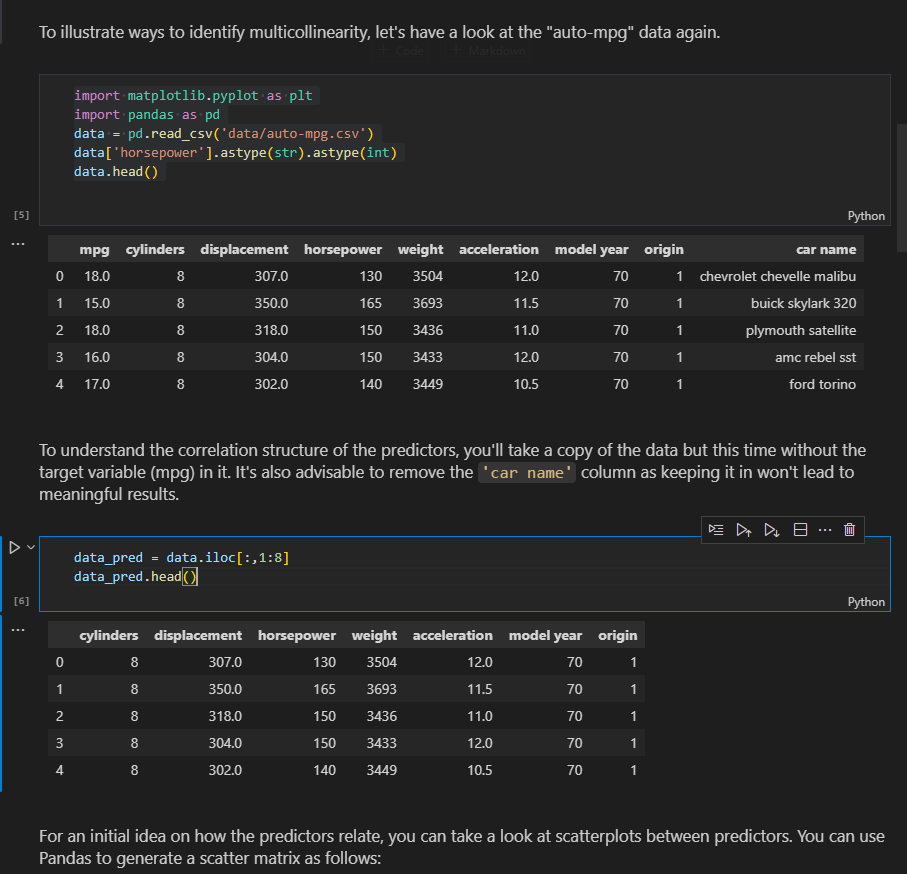 To illustrate ways to identify multicollinearity, let's have a look at the "auto-mpg" data again.
+ Code + Markdown
import matplotlib.pyplot as plt
import pandas as pd
data = pd.read_csv('data/auto-mpg.csv')
data['horsepower'].astype(str).astype(int)
data.head()
[5]
Python
...
mpg cylinders displacement horsepower weight acceleration model year origin car name
0 18.0 8 307.0 130 3504 12.0 70 1 chevrolet chevelle malibu
1 15.0 8 350.0 165 3693 11.5 70 1 buick skylark 320
2 18.0 8 318.0 150 3436 11.0 70 1 plymouth satellite
3 16.0 8 304.0 150 3433 12.0 70 1 amc rebel sst
4 17.0 8 302.0 140 3449 10.5 70 1 ford torino
To understand the correlation structure of the predictors, you'll take a copy of the data but this time without the
target variable (mpg) in it. It's also advisable to remove the 'car name' column as keeping it in won't lead to
meaningful results.
data_pred = data.iloc[:,1:8]
data_pred.head()
[6]
Python
...
cylinders displacement horsepower weight acceleration model year origin
0 8 307.0 130 3504 12.0 70 1
1 8 350.0 165 3693 11.5 70 1
2 8 318.0 150 3436 11.0 70 1
3 8 304.0 150 3433 12.0 70 1
4 8 302.0 140 3449 10.5 70 1
For an initial idea on how the predictors relate, you can take a look at scatterplots between predictors. You can use
Pandas to generate a scatter matrix as follows: